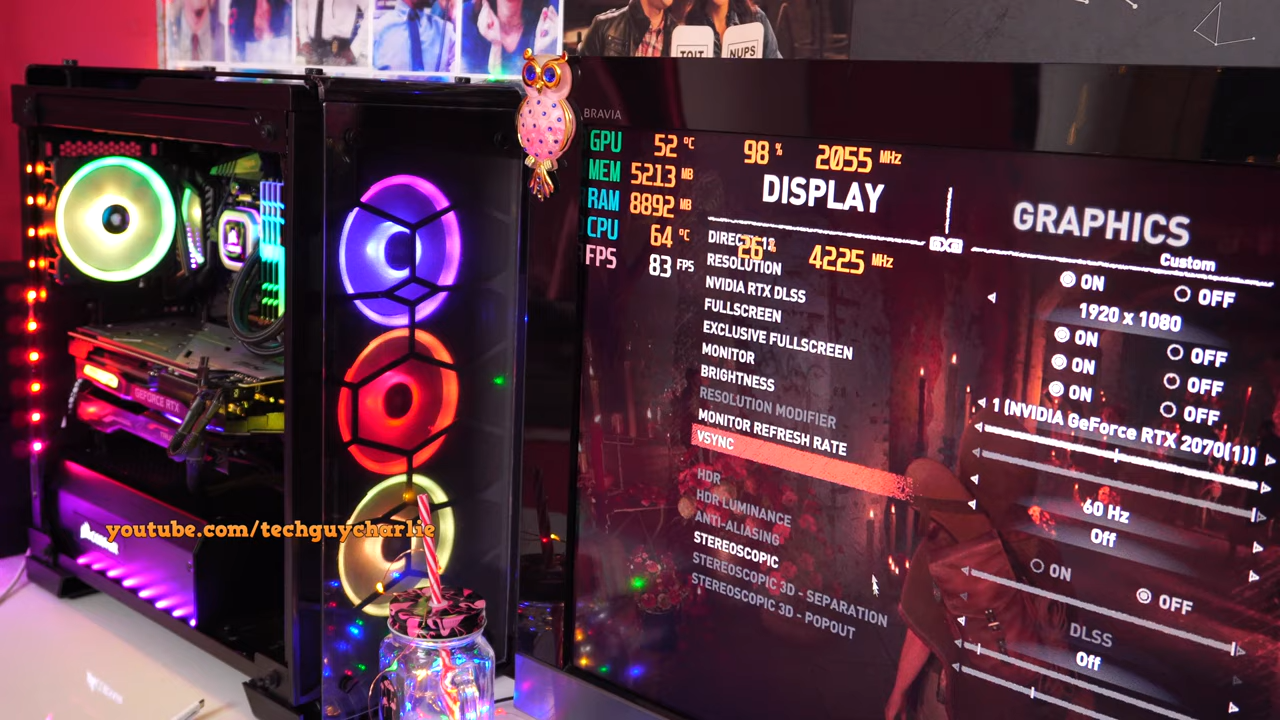 TOIT
NUPS
BRAVIA
GPU 52 °C 98 % 2055 MHz
MEM 5213 MB
RAM 8892 MB
CPU 64 °C 26 % 4225 MHz
FPS 83 FPS
DISPLAY
GRAPHICS
Custom
DIRECTX 12 ON OFF
RESOLUTION 1920 x 1080
NVIDIA RTX DLSS ON OFF
FULLSCREEN ON OFF
EXCLUSIVE FULLSCREEN ON OFF
MONITOR 1 (NVIDIA GeForce RTX 2070(1))
BRIGHTNESS
RESOLUTION MODIFIER
MONITOR REFRESH RATE 60 Hz
VSYNC Off
HDR ON OFF
HDR LUMINANCE
ANTI-ALIASING DLSS
STEREOSCOPIC Off
STEREOSCOPIC 3D - SEPARATION
STEREOSCOPIC 3D - POPOUT
GEFORCE RTX
youtube.com/techguycharlie